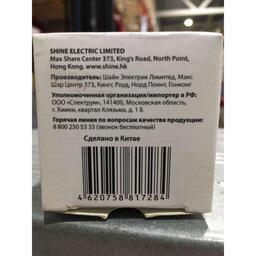 SHINE ELECTRIC LIMITED
Max Share Center 373, King's Road, North Point,
Hong Kong. www.shine.hk
Производитель: Шайн Электрик Лимитед, Макс
Шэр Центр 373, Кингс Роуд, Норд Поинт, Гонконг
Уполномоченная организация/импортер в РФ:
ООО «Спектрум», 141400, Московская область,
г. Химки, квартал Клязьма, д. 1 Б
Горячая линия по вопросам качества продукции:
8 800 250 53 33 (звонок бесплатный)
Сделано в Китае
4 620758 817284